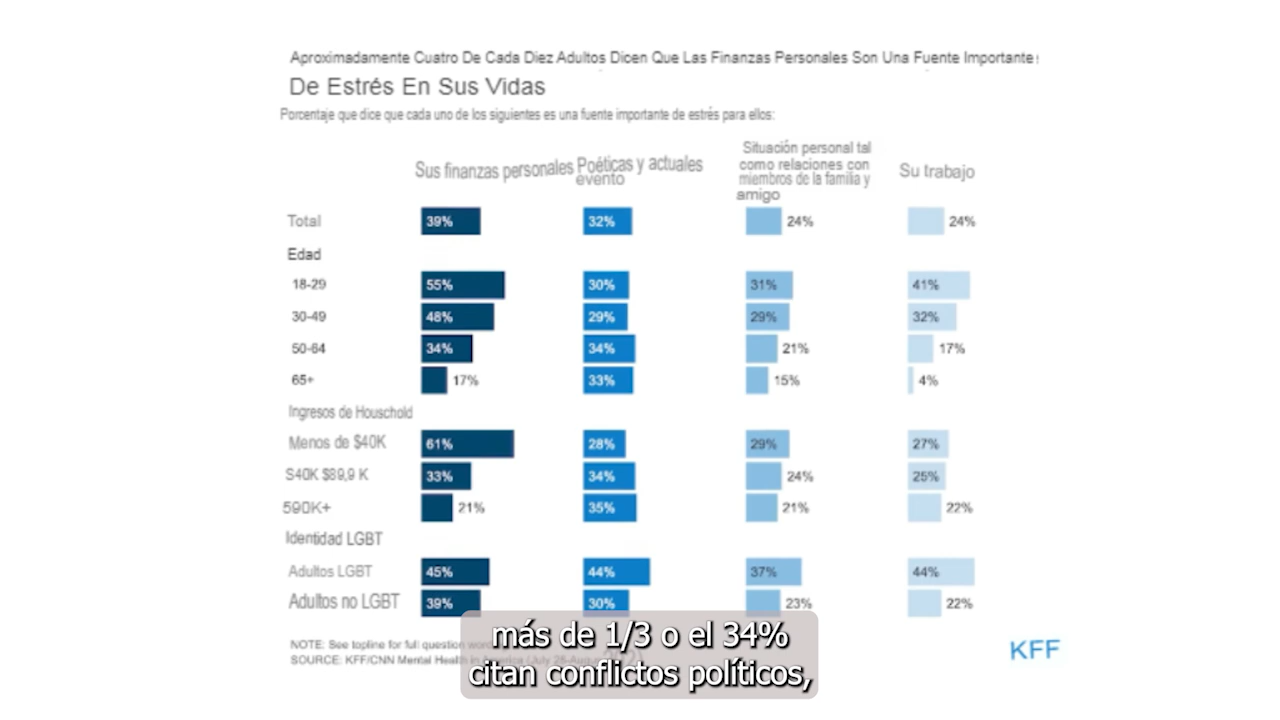 Aproximadamente Cuatro De Cada Diez Adultos Dicen Que Las Finanzas Personales Son Una Fuente Importante
De Estrés En Sus Vidas
Porcentaje que dice que cada uno de los siguientes es una fuente importante de estrés para ellos:
Sus finanzas personales
Poéticas y actuales
evento
Situación personal tal
como relaciones con
miembros de la familia y
amigo
Su trabajo
Total 39% 32% 24% 24%
Edad
18-29 55% 30% 31% 41%
30-49 48% 29% 29% 32%
50-64 34% 34% 21% 17%
65+ 17% 33% 15% 4%
Ingresos de Houschold
Menos de $40K 61% 28% 29% 27%
S40K $89,9 K 33% 34% 24% 25%
590K+ 21% 35% 21% 22%
Identidad LGBT
Adultos LGBT 45% 44% 37% 44%
Adultos no LGBT 39% 30% 23% 22%
NOTE: See topline for full question
SOURCE: KFF/CNN Mental Health in America (July 28-
KFF
más de 1/3 o el 34%
citan conflictos políticos,